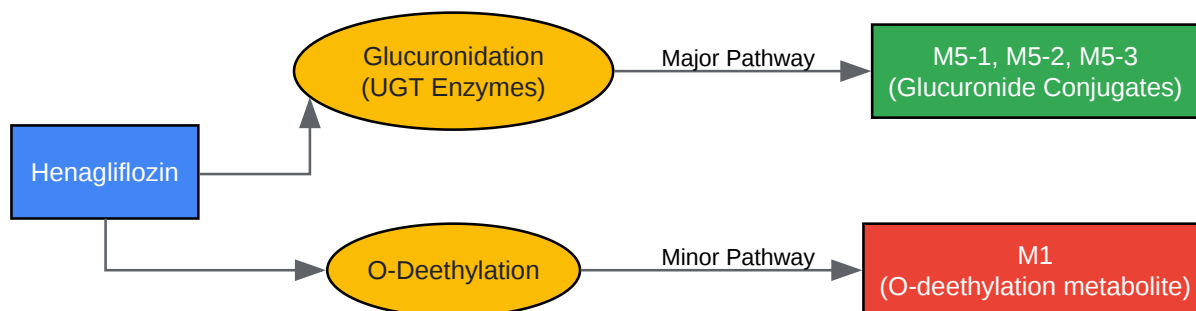 Glucuronidation
(UGT Enzymes)
Major Pathway
M5-1, M5-2, M5-3
(Glucuronide Conjugates)
Henagliflozin
O-Deethylation
Minor Pathway
M1
(O-deethylation metabolite)